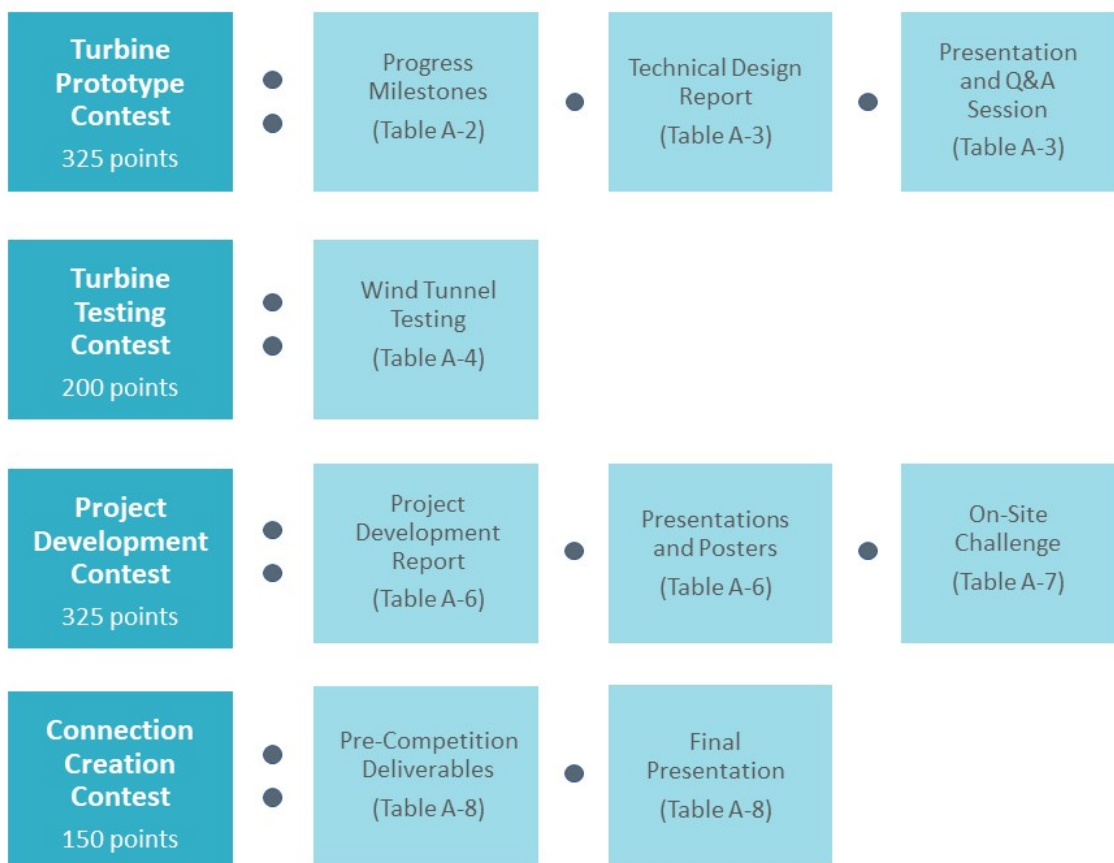 Turbine
Prototype
Contest
325 points
Progress
Milestones
(Table A-2)
Technical Design
Report
(Table A-3)
Presentation
and Q&A
Session
(Table A-3)
Turbine
Testing
Contest
200 points
Wind Tunnel
Testing
(Table A-4)
Project
Development
Contest
325 points
Project
Development
Report
(Table A-6)
Presentations
and Posters
(Table A-6)
On-Site
Challenge
(Table A-7)
Connection
Creation
Contest
150 points
Pre-Competition
Deliverables
(Table A-8)
Final
Presentation
(Table A-8)